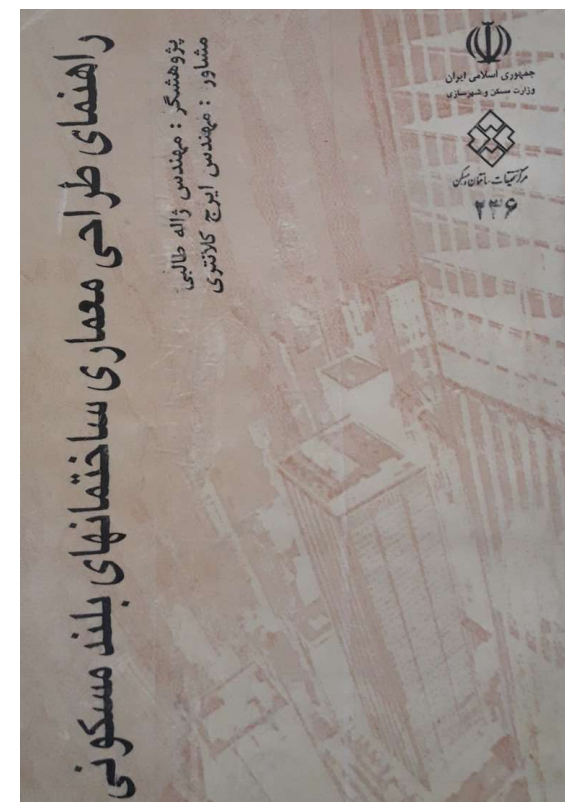 راهنمای طراحی معماری ساختمانهای بلند مسکونی
پژوهشگر : مهندس ژاله طالبی
مشاور : مهندس ایرج کلانتری
جمهوری اسلامی ایران
وزارت مسکن و شهرسازی
مرکز تحقیقات ساختمان و مسکن
۲۴۶